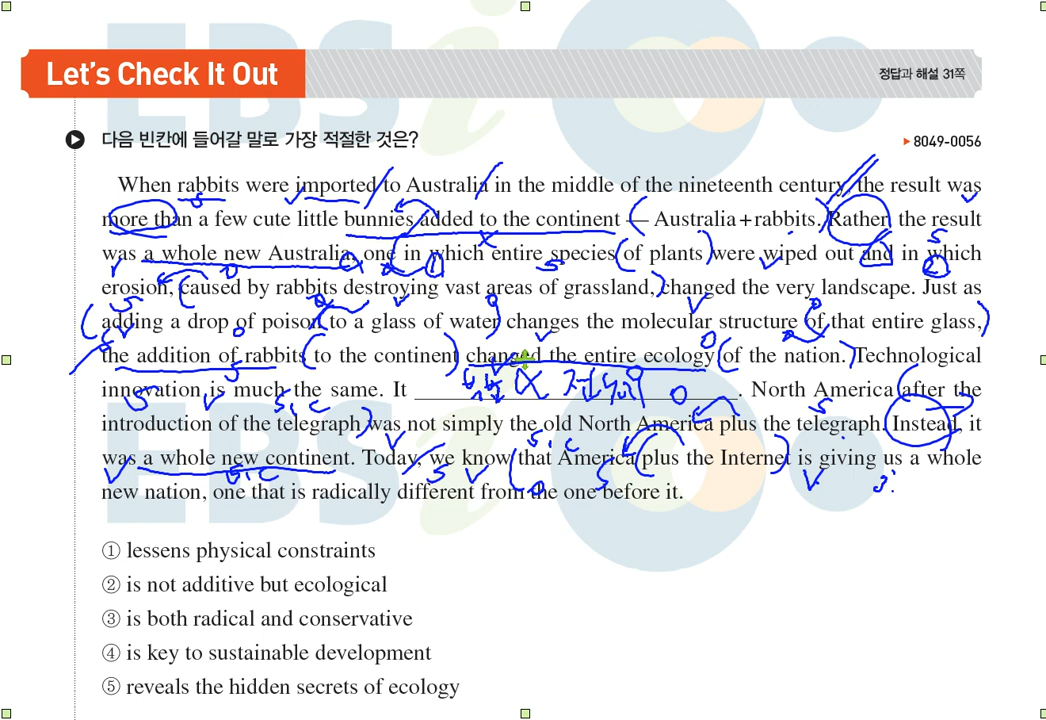 Let's Check It Out
정답과 해설 31쪽
다음 빈칸에 들어갈 말로 가장 적절한 것은?
▶ 8049-0056
When rabbits were imported to Australia in the middle of the nineteenth century, the result was
more than a few cute little bunnies added to the continent — Australia + rabbits. Rather, the result
was a whole new Australia, one in which entire species of plants were wiped out and in which
erosion, caused by rabbits destroying vast areas of grassland, changed the very landscape. Just as
adding a drop of poison to a glass of water changes the molecular structure of that entire glass,
the addition of rabbits to the continent changed the entire ecology of the nation. Technological
innovation is much the same. It ______. North America after the
introduction of the telegraph was not simply the old North America plus the telegraph. Instead, it
was a whole new continent. Today, we know that America plus the Internet is giving us a whole
new nation, one that is radically different from the one before it.
① lessens physical constraints
② is not additive but ecological
③ is both radical and conservative
④ is key to sustainable development
⑤ reveals the hidden secrets of ecology